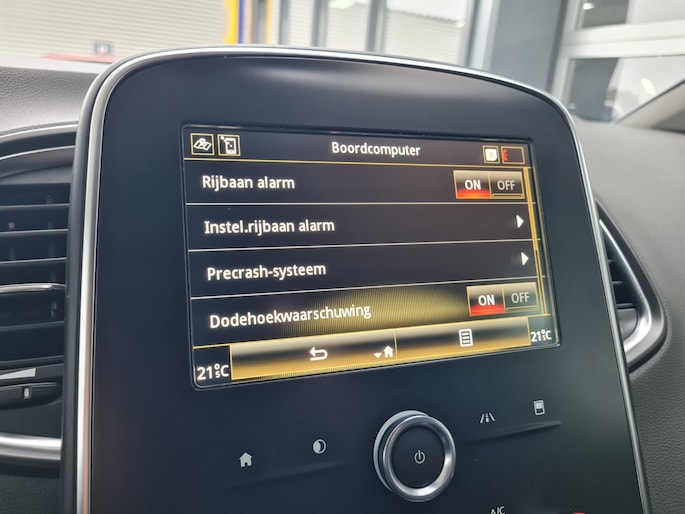 Boordcomputer
Rijbaan alarm ON OFF
Instel.rijbaan alarm
Precrash-systeem
Dodehoekwaarschuwing ON OFF
21°C 21°C
A/C